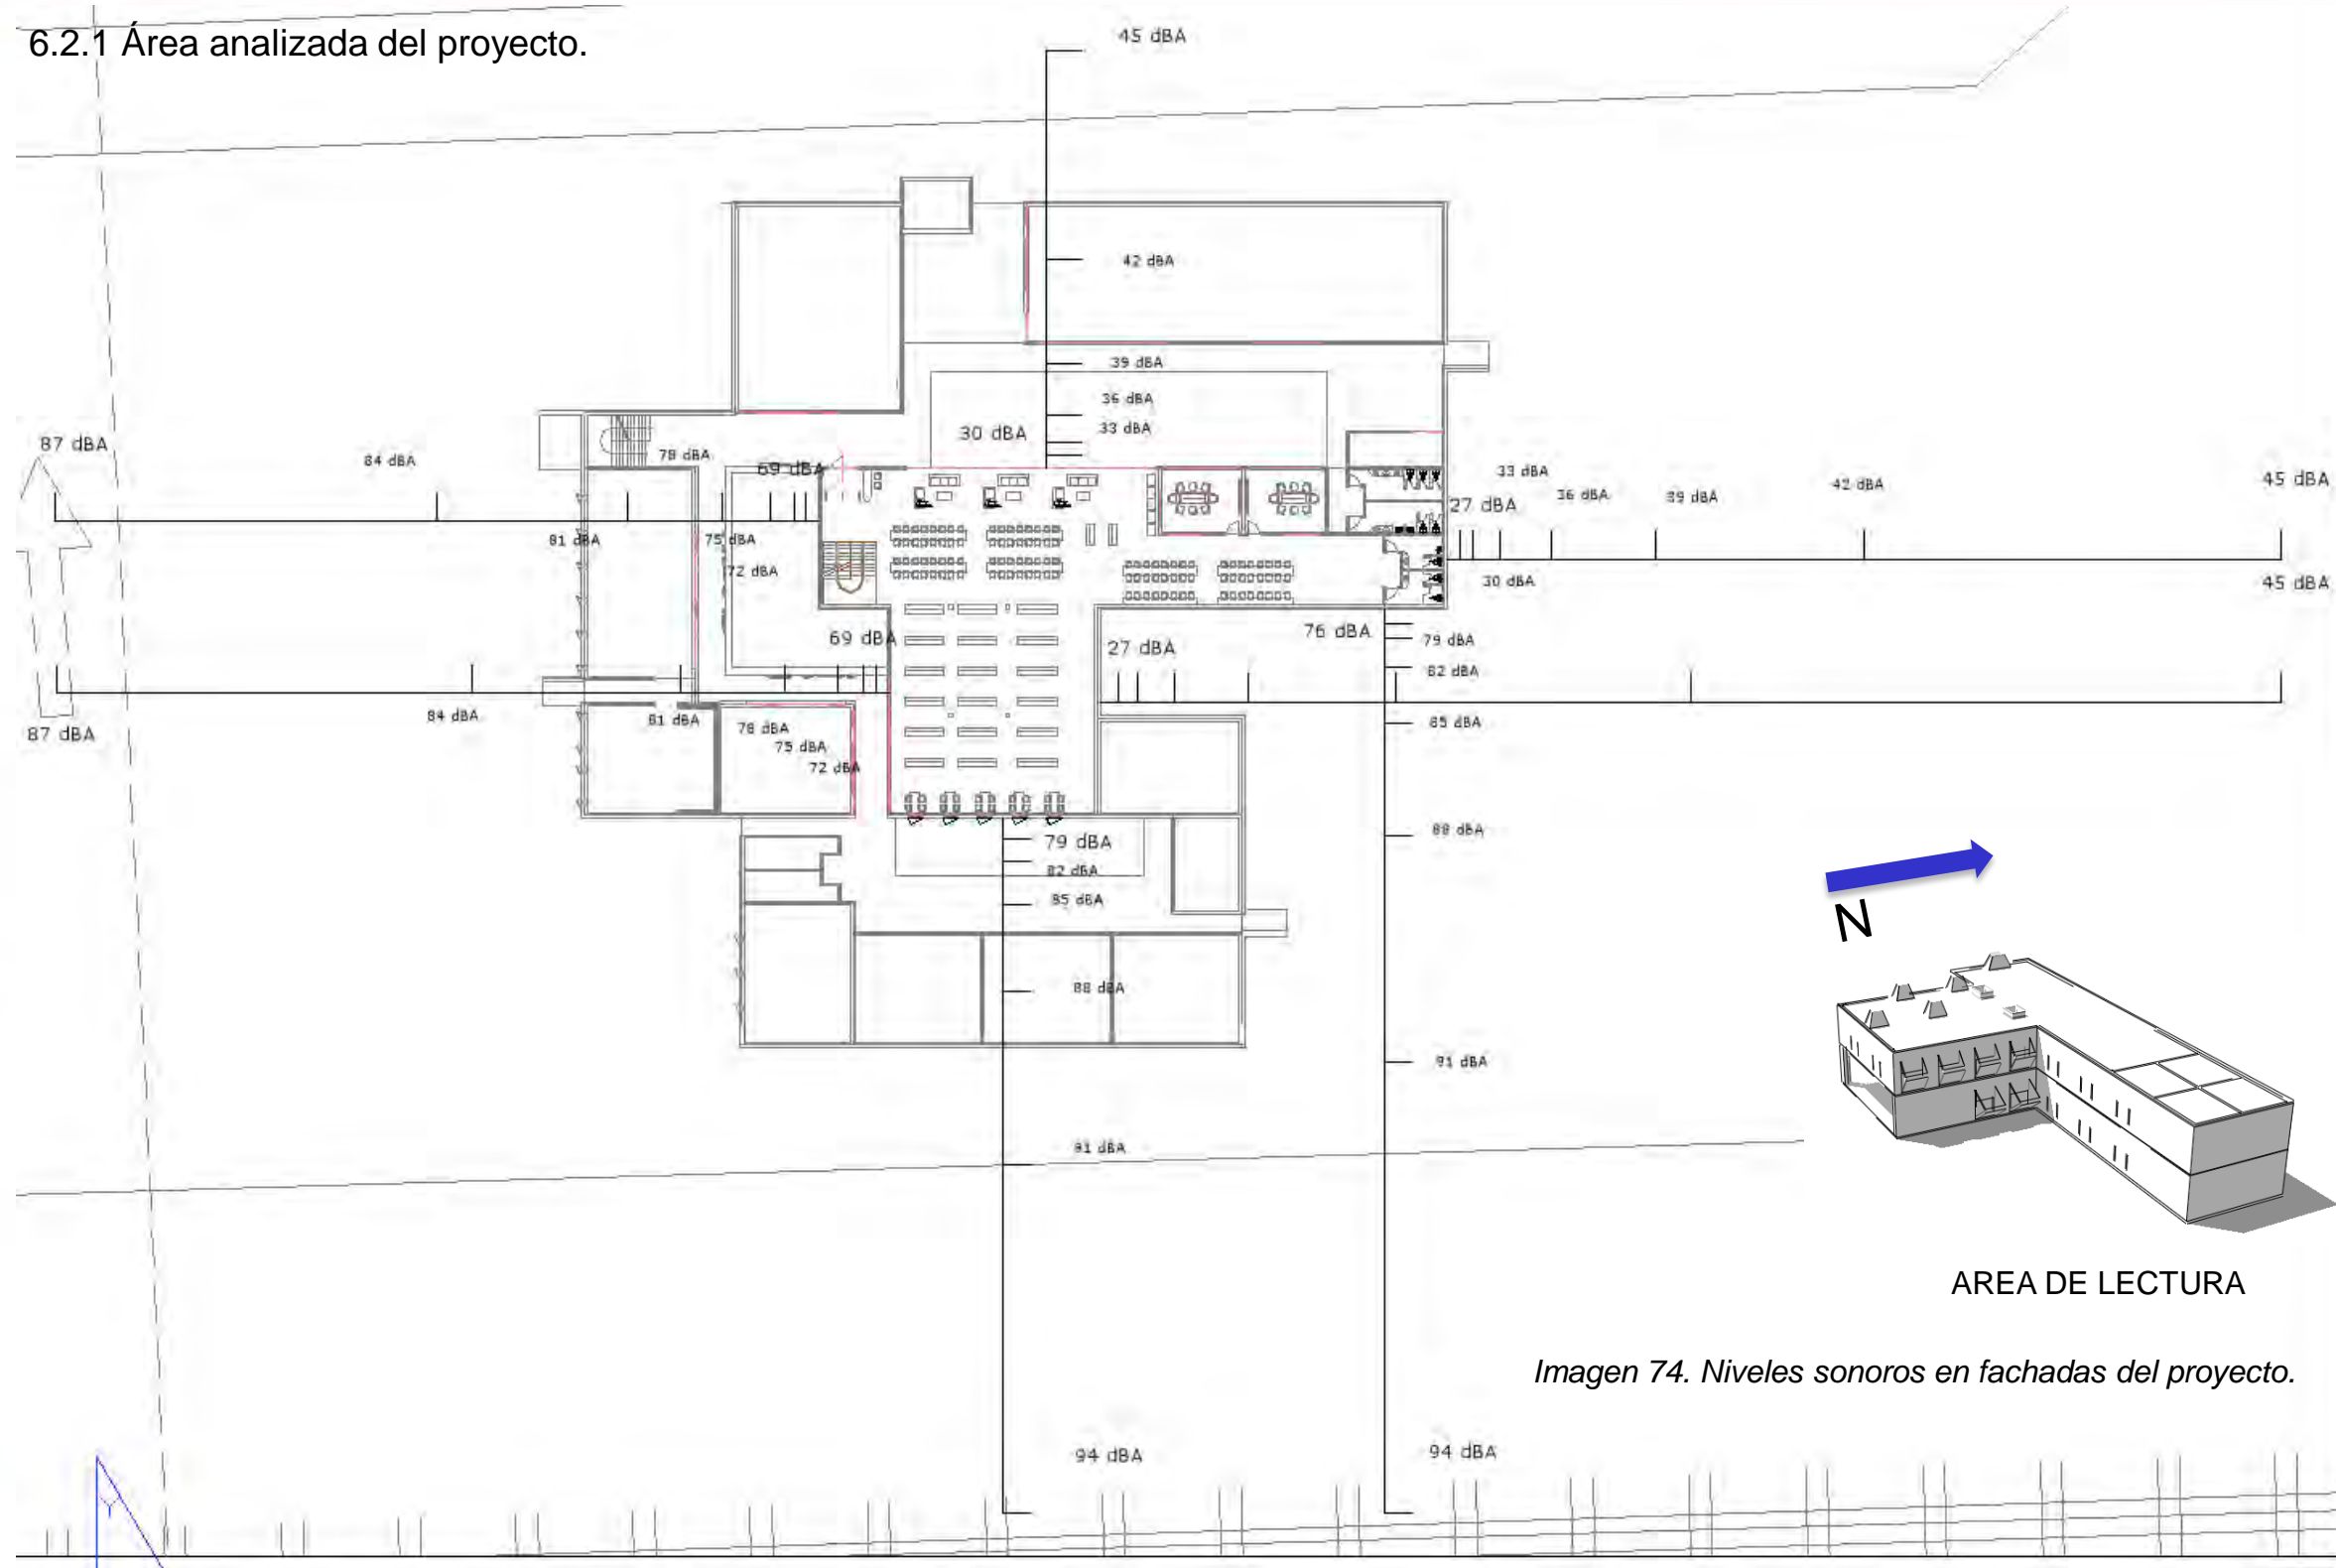 6.2.1 Área analizada del proyecto.
45 dBA
42 dBA
39 dBA
36 dBA
33 dBA
30 dBA
87 dBA
84 dBA
81 dBA
78 dBA
75 dBA
72 dBA
69 dBA
27 dBA
30 dBA
33 dBA
36 dBA
39 dBA
42 dBA
45 dBA
45 dBA
87 dBA
84 dBA
81 dBA
78 dBA
75 dBA
72 dBA
69 dBA
27 dBA
76 dBA
79 dBA
82 dBA
85 dBA
88 dBA
91 dBA
94 dBA
79 dBA
82 dBA
85 dBA
88 dBA
91 dBA
94 dBA
N
AREA DE LECTURA
Imagen 74. Niveles sonoros en fachadas del proyecto.